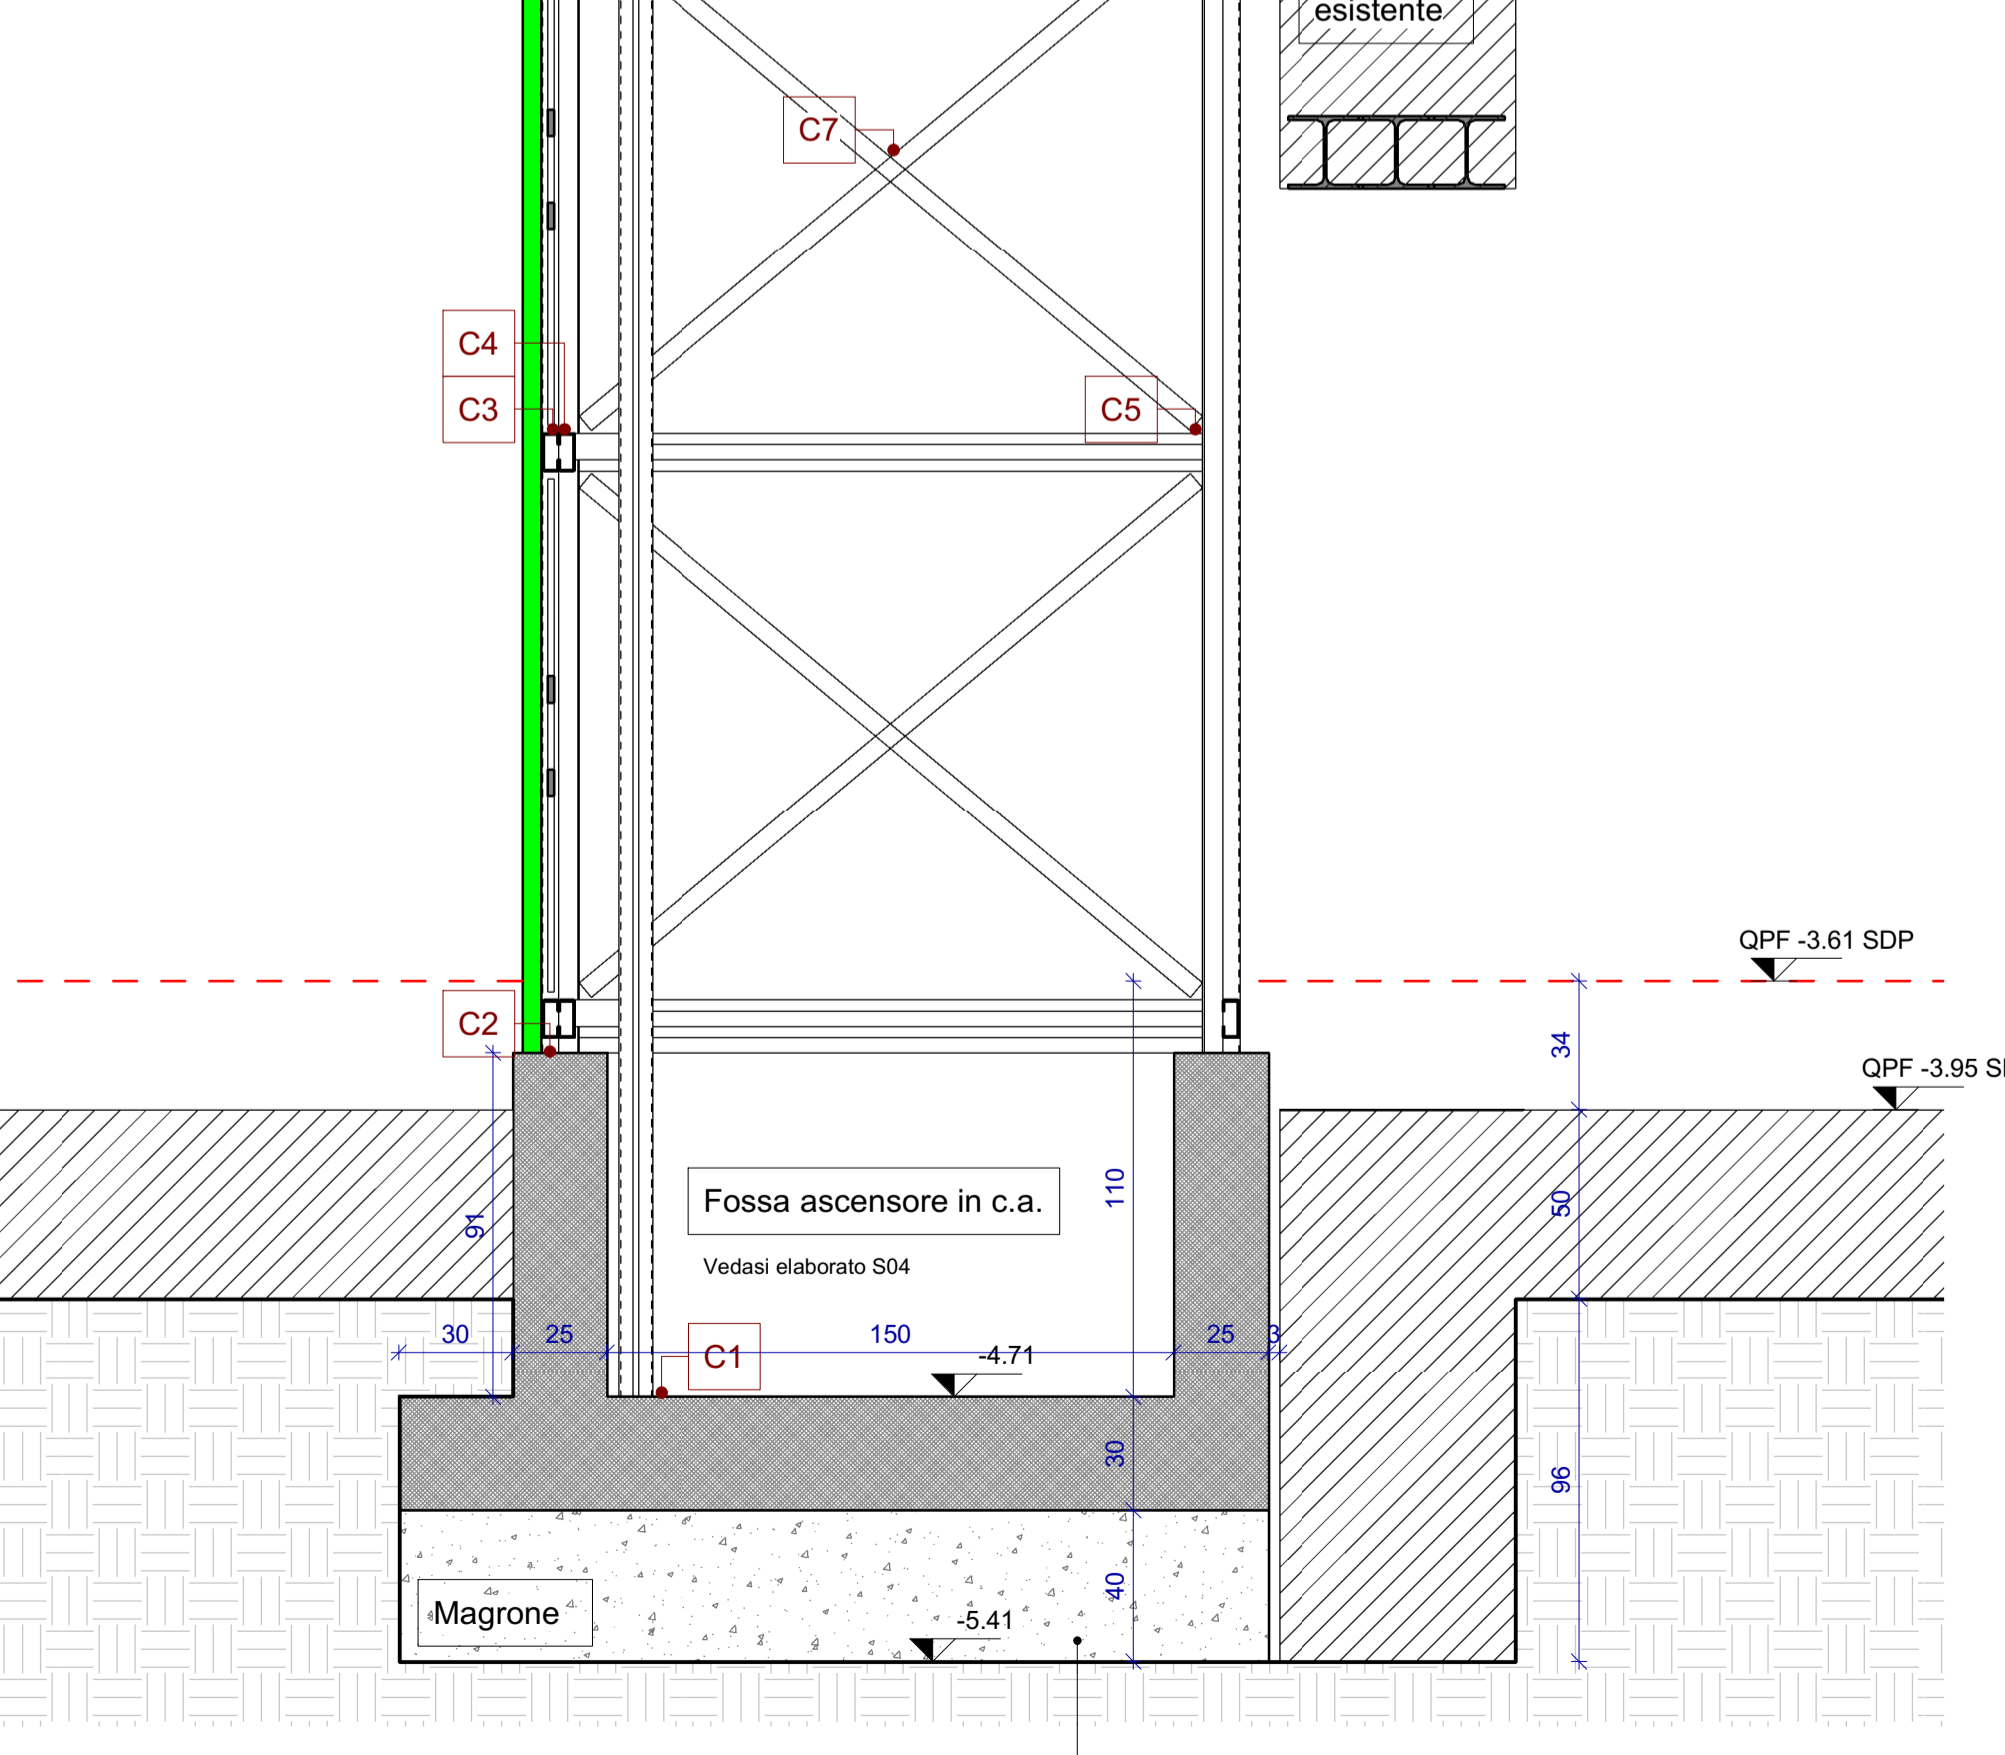 esistente
C7
C4
C3
C5
QPF -3.61 SDP
C2
34
QPF -3.95 S
110
50
91
Fossa ascensore in c.a.
Vedasi elaborato S04
30
25
150
25
3
C1
-4.71
30
96
40
Magrone
-5.41